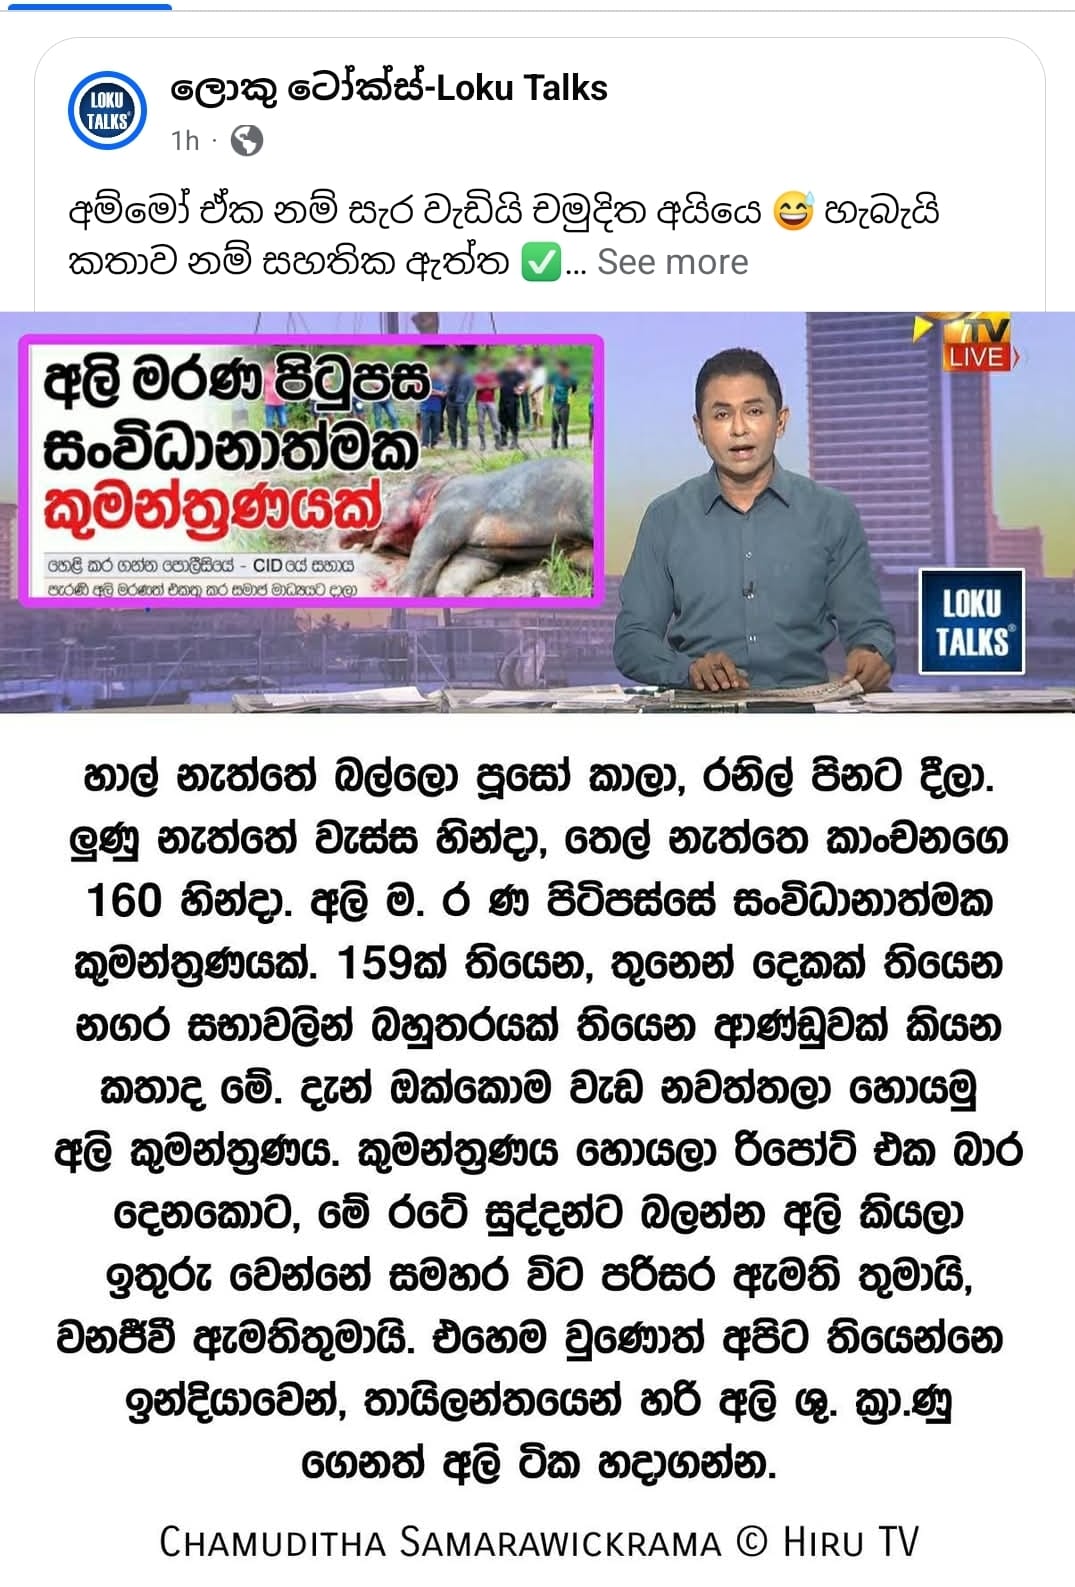 ලොකු ටෝක්ස්-Loku Talks
1h ·
අම්මෝ ඒක නම් සැර වැඩියි චමුදිත අයියෙ 😅 හැබැයි
කතාව නම් සහතික ඇත්ත ✅... See more
අලි මරණ පිටුපස
සංවිධානාත්මක
කුමන්ත්‍රණයක්
හෙළි කර ගන්න පොලීසියේ - CID යේ සහාය
පැරණි අලි මරණත් එකතු කර සමාජ මාධ්‍යයට දාලා
TV
LIVE
LOKU
TALKS
හාල් නැත්තේ බල්ලො පූසෝ කාලා, රනිල් පිනට දීලා.
ලුණු නැත්තේ වැස්ස හින්දා, තෙල් නැත්තෙ කාංචනගෙ
160 හින්දා. අලි ම. ර ණ පිටිපස්සේ සංවිධානාත්මක
කුමන්ත්‍රණයක්. 159ක් තියෙන, තුනෙන් දෙකක් තියෙන
නගර සභාවලින් බහුතරයක් තියෙන ආණ්ඩුවක් කියන
කතාද මේ. දැන් ඔක්කොම වැඩ නවත්තලා හොයමු
අලි කුමන්ත්‍රණය. කුමන්ත්‍රණය හොයලා රිපෝට් එක බාර
දෙනකොට, මේ රටේ සුද්දන්ට බලන්න අලි කියලා
ඉතුරු වෙන්නේ සමහර විට පරිසර ඇමති තුමායි,
වනජීවී ඇමතිතුමායි. එහෙම වුණොත් අපිට තියෙන්නෙ
ඉන්දියාවෙන්, තායිලන්තයෙන් හරි අලි ශු. ක්‍රා.ණු
ගෙනත් අලි ටික හදාගන්න.
CHAMUDITHA SAMARAWICKRAMA © HIRU TV